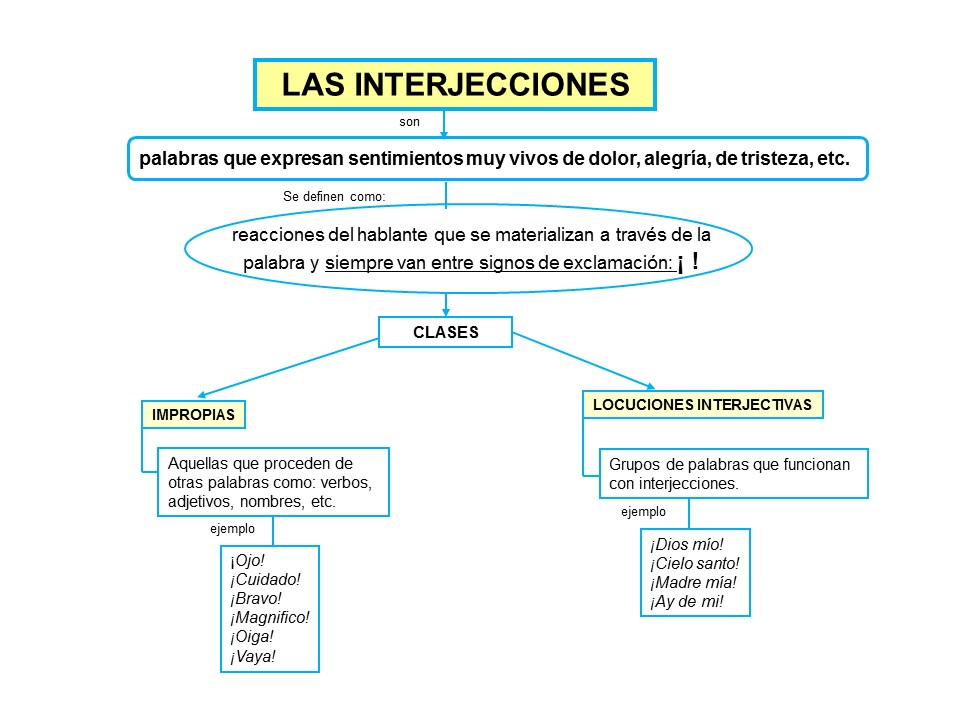 LAS INTERJECCIONES
son
palabras que expresan sentimientos muy vivos de dolor, alegría, de tristeza, etc.
Se definen como:
reacciones del hablante que se materializan a través de la
palabra y siempre van entre signos de exclamación: ¡ !
CLASES
IMPROPIAS
Aquellas que proceden de
otras palabras como: verbos,
adjetivos, nombres, etc.
ejemplo
¡Ojo!
¡Cuidado!
¡Bravo!
¡Magnifico!
¡Oiga!
¡Vaya!
LOCUCIONES INTERJECTIVAS
Grupos de palabras que funcionan
con interjecciones.
ejemplo
¡Dios mío!
¡Cielo santo!
¡Madre mía!
¡Ay de mi!